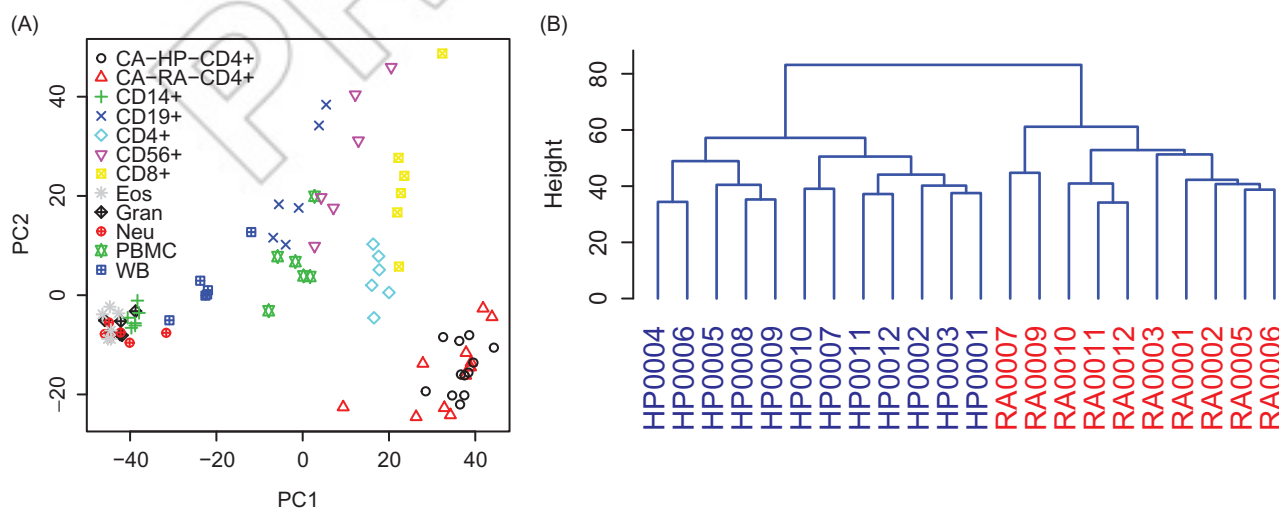 (A)
PR
CA−HP−CD4+
CA−RA−CD4+
CD14+
CD19+
CD4+
CD56+
CD8+
Eos
Gran
Neu
PBMC
WB
PC2
40
20
0
−20
−40 −20 0 20 40
PC1
(B)
Height
80
60
40
20
0
HP0004
HP0006
HP0005
HP0008
HP0009
HP0010
HP0007
HP0011
HP0012
HP0002
HP0003
HP0001
RA0007
RA0009
RA0010
RA0011
RA0012
RA0003
RA0001
RA0002
RA0005
RA0006